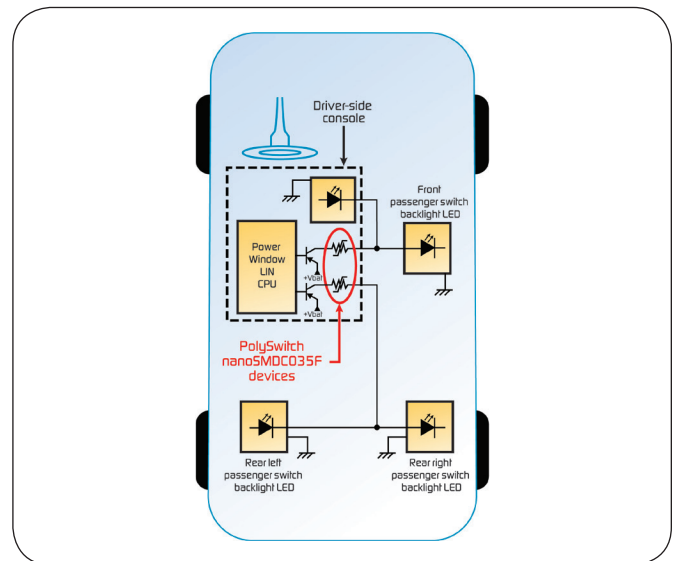 Driver-side
console
Front
passenger switch
backlight LED
Power
Window
LIN
CPU
+Vbat
+Vbat
PolySwitch
nanoSMDC035F
devices
Rear left
passenger switch
backlight LED
Rear right
passenger switch
backlight LED